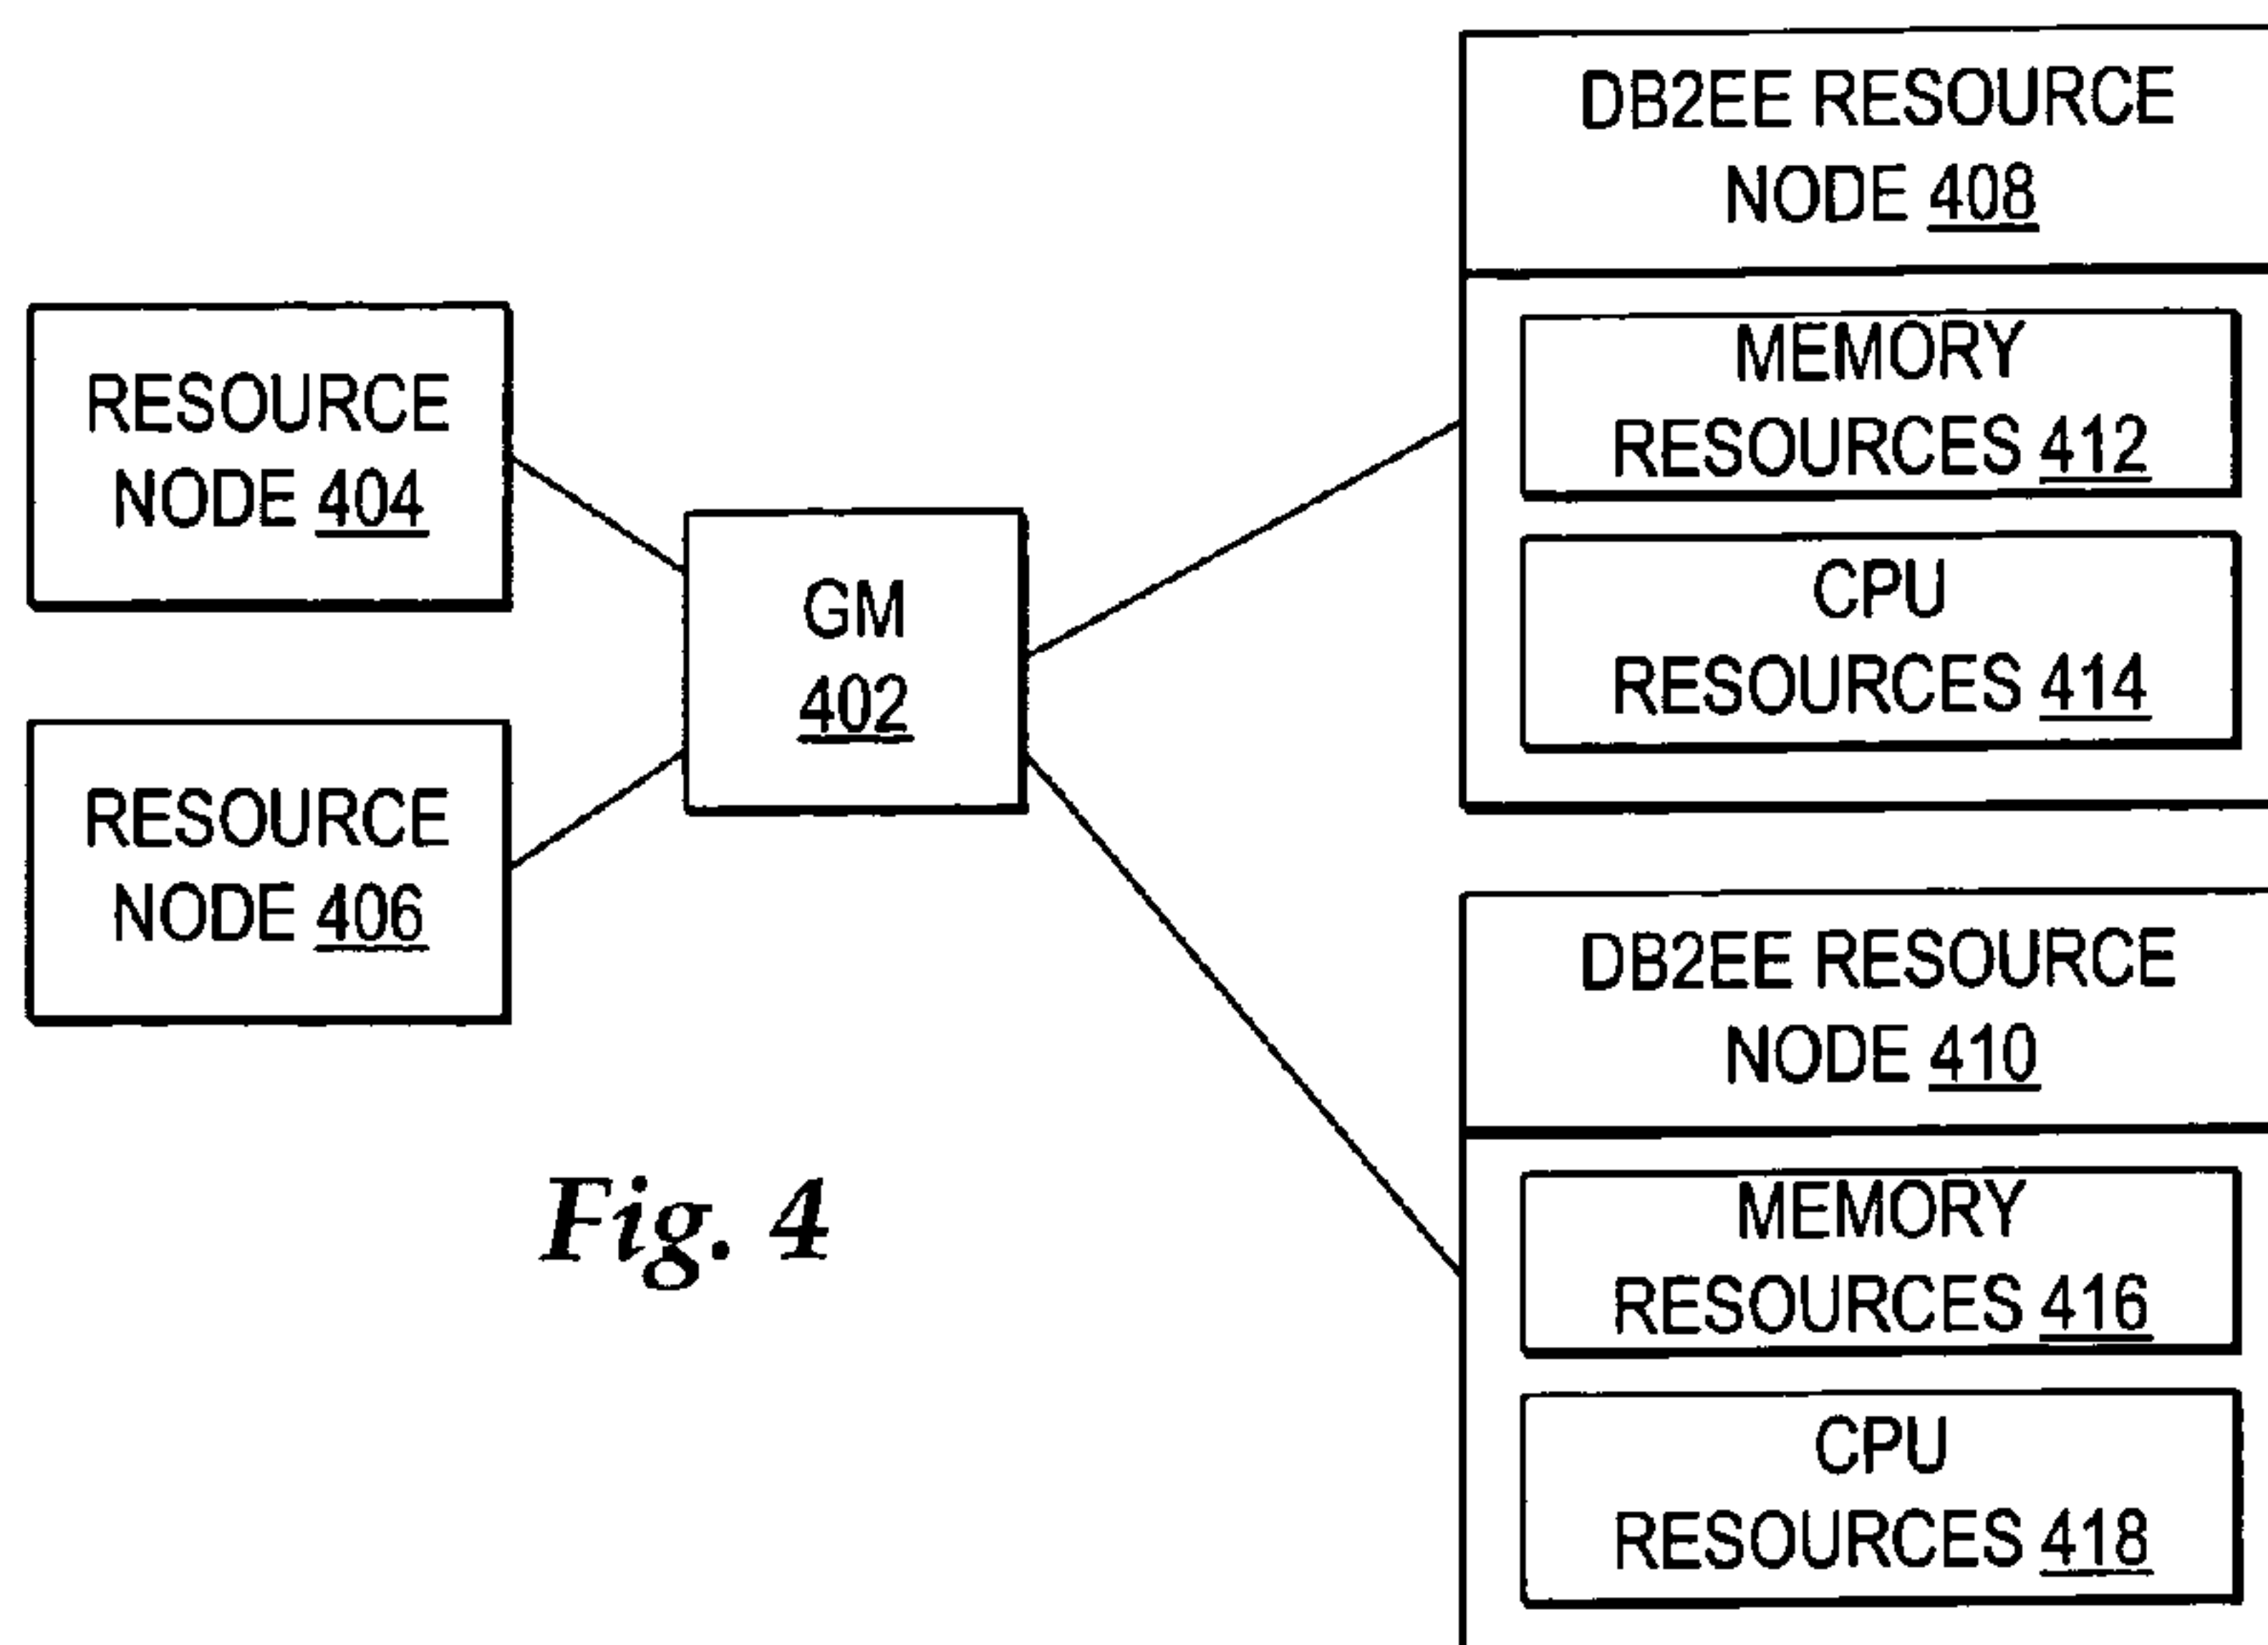 RESOURCE
NODE 404
RESOURCE
NODE 406
GM
402
DB2EE RESOURCE
NODE 408
MEMORY
RESOURCES 412
CPU
RESOURCES 414
DB2EE RESOURCE
NODE 410
MEMORY
RESOURCES 416
CPU
RESOURCES 418
Fig. 4